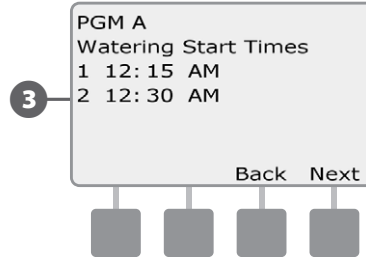 PGM A
Watering Start Times
1 12:15 AM
3
2 12:30 AM
Back Next